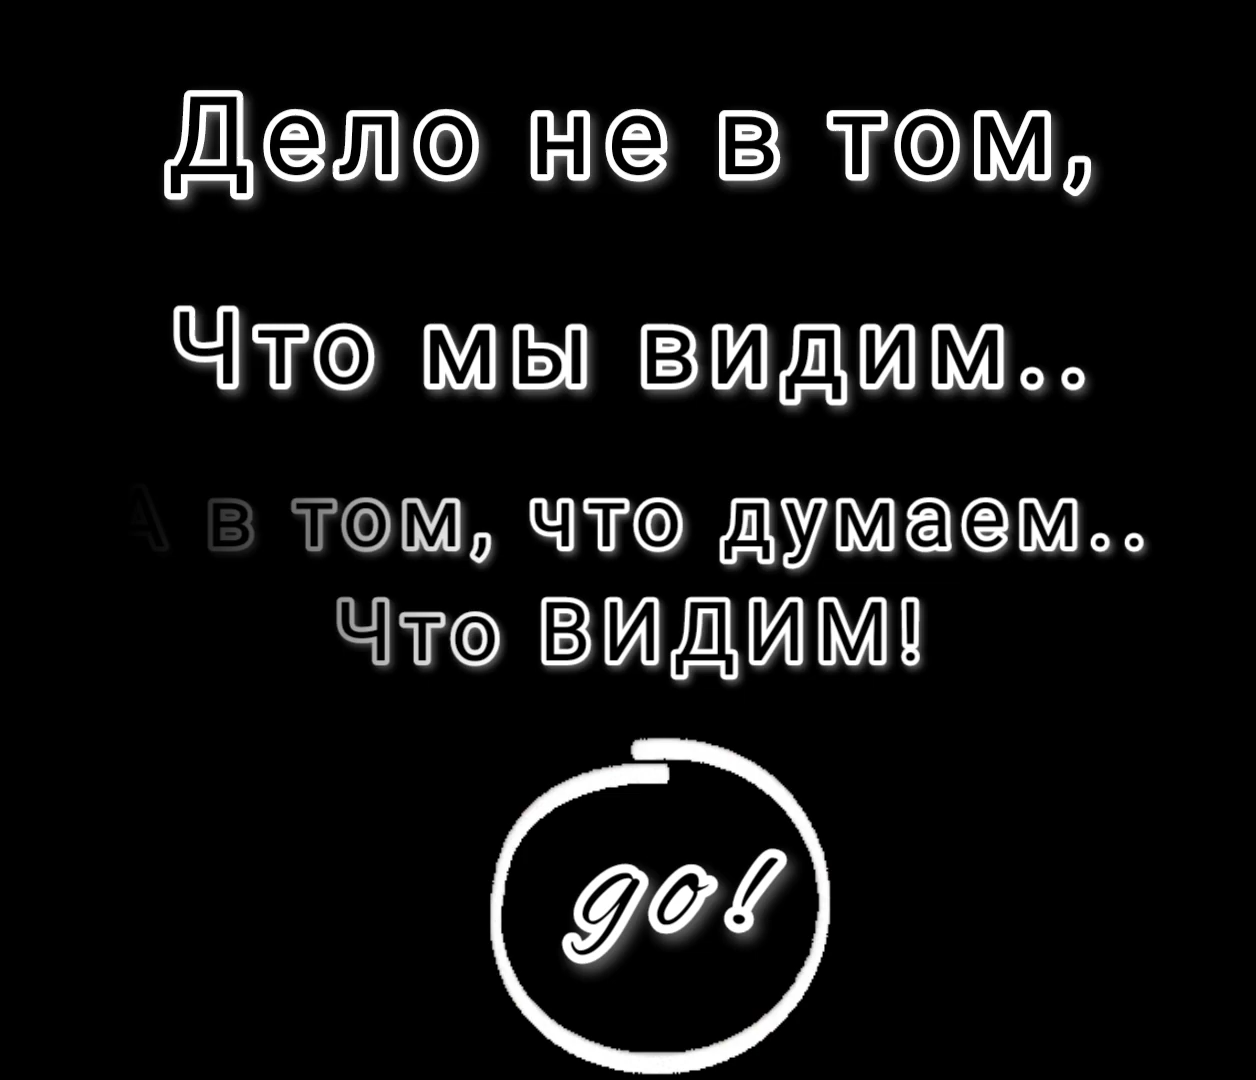 Дело не в том,
Что мы видим..
А в том, что думаем..
Что ВИДИМ!
go!